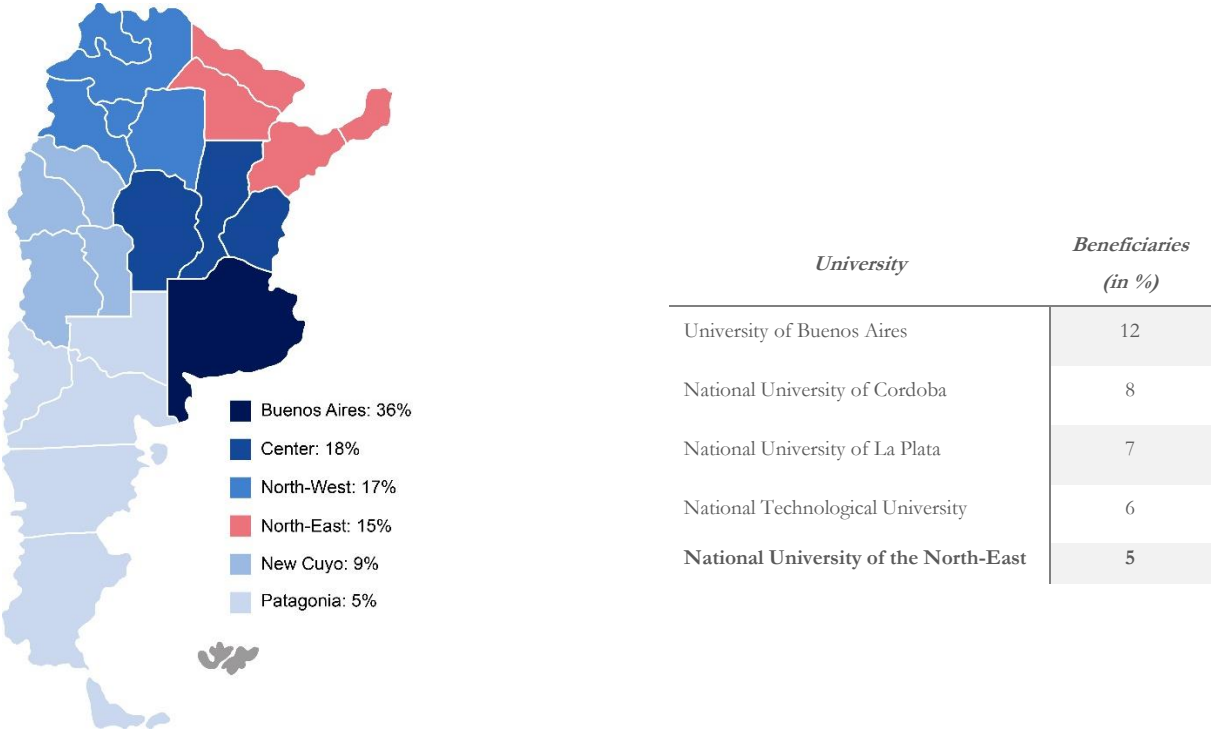 Buenos Aires: 36%
Center: 18%
North-West: 17%
North-East: 15%
New Cuyo: 9%
Patagonia: 5%
University
Beneficiaries
(in %)
University of Buenos Aires 12
National University of Cordoba 8
National University of La Plata 7
National Technological University 6
National University of the North-East 5